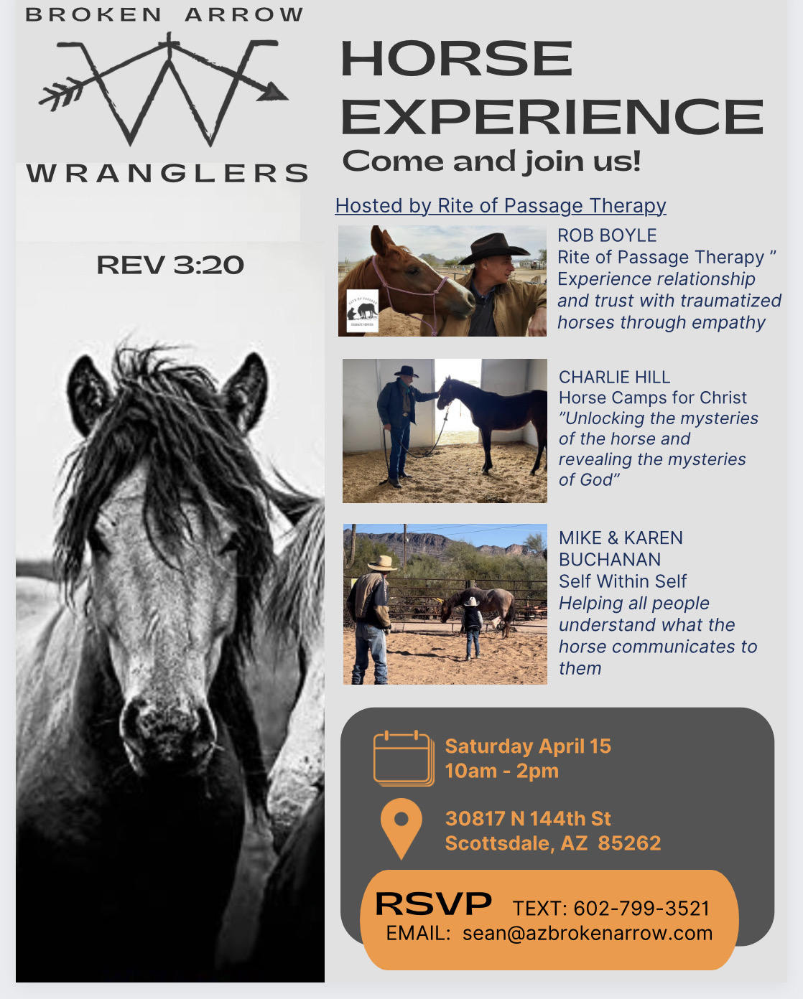 BROKEN ARROW
WRANGLERS
REV 3:20
HORSE
EXPERIENCE
Come and join us!
Hosted by Rite of Passage Therapy
ROB BOYLE
Rite of Passage Therapy ”
Experience relationship
and trust with traumatized
horses through empathy
RITE OF PASSAGE
CHARLIE HILL
Horse Camps for Christ
”Unlocking the mysteries
of the horse and
revealing the mysteries
of God”
MIKE & KAREN
BUCHANAN
Self Within Self
Helping all people
understand what the
horse communicates to
them
Saturday April 15
10am - 2pm
30817 N 144th St
Scottsdale, AZ 85262
RSVP TEXT: 602-799-3521
EMAIL: sean@azbrokenarrow.com